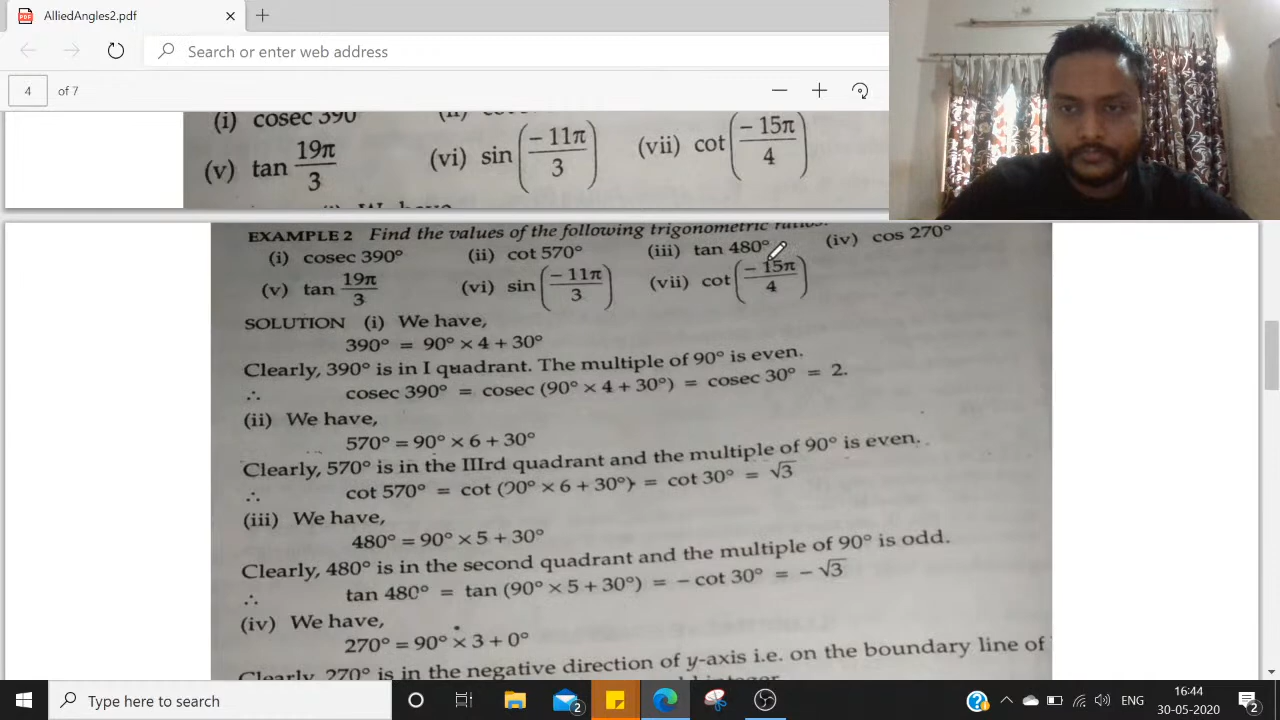 AlliedAngles2.pdf
Search or enter web address
4 of 7
(i) cosec 390
(v) tan 19π/3 (vi) sin (− 11π/3) (vii) cot (− 15π/4)
EXAMPLE 2 Find the values of the following trigonometric ratios:
(i) cosec 390° (ii) cot 570° (iii) tan 480° (iv) cos 270°
(v) tan 19π/3 (vi) sin (− 11π/3) (vii) cot (− 15π/4)
SOLUTION (i) We have,
390° = 90° × 4 + 30°
Clearly, 390° is in I quadrant. The multiple of 90° is even.
∴ cosec 390° = cosec (90° × 4 + 30°) = cosec 30° = 2.
(ii) We have,
570° = 90° × 6 + 30°
Clearly, 570° is in the IIIrd quadrant and the multiple of 90° is even.
∴ cot 570° = cot (90° × 6 + 30°) = cot 30° = √3
(iii) We have,
480° = 90° × 5 + 30°
Clearly, 480° is in the second quadrant and the multiple of 90° is odd.
∴ tan 480° = tan (90° × 5 + 30°) = − cot 30° = − √3
(iv) We have,
270° = 90° × 3 + 0°
Clearly, 270° is in the negative direction of y-axis i.e. on the boundary line of
Type here to search
2
ENG
16:44
30-05-2020
2